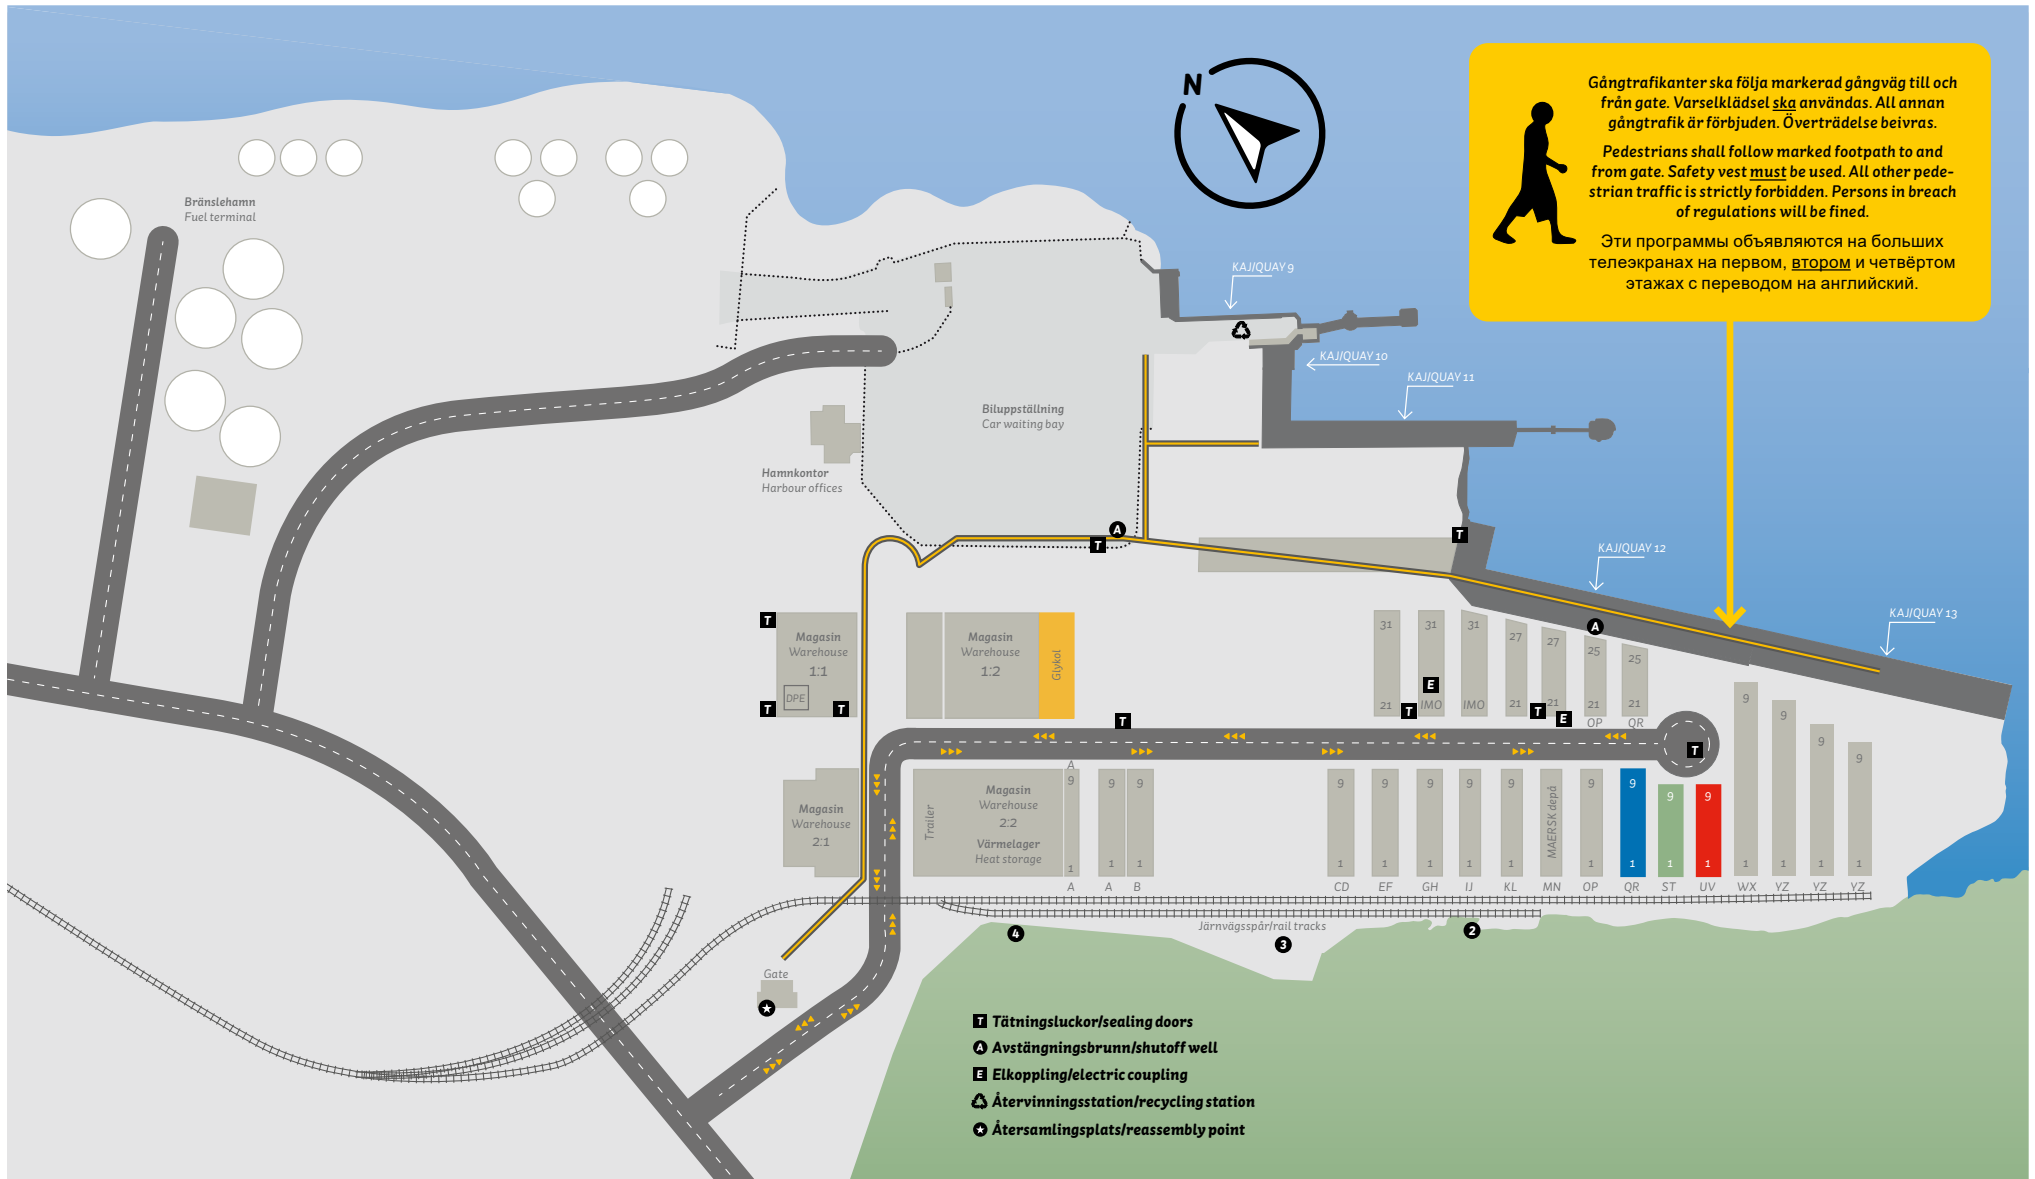 N
Gångtrafikanter ska följa markerad gångväg till och
från gate. Varselklädsel ska användas. All annan
gångtrafik är förbjuden. Överträdelse beivras.
Pedestrians shall follow marked footpath to and
from gate. Safety vest must be used. All other pede-
strian traffic is strictly forbidden. Persons in breach
of regulations will be fined.
Эти программы объявляются на больших
телеэкранах на первом, втором и четвёртом
этажах с переводом на английский.
Bränslehamn
Fuel terminal
KAJ/QUAY 9
KAJ/QUAY 10
KAJ/QUAY 11
Biluppställning
Car waiting bay
Hamnkontor
Harbour offices
A
T
T
KAJ/QUAY 12
KAJ/QUAY 13
A
T
Magasin
Warehouse
1:1
DPE
T
T
Magasin
Warehouse
1:2
Glykol
31
21
31
E
IMO
T
31
IMO
27
21
T
27
21
E
25
21
OP
25
21
QR
T
T
9
9
9
9
Magasin
Warehouse
2:1
Trailer
Magasin
Warehouse
2:2
Värmelager
Heat storage
A
9
1
A
9
1
A
9
1
B
9
1
CD
9
1
EF
9
1
GH
9
1
IJ
9
1
KL
MAERSK depå
MN
9
1
OP
9
1
QR
9
1
ST
9
1
UV
1
WX
1
YZ
1
YZ
1
YZ
Järnvägsspår/rail tracks
4
3
2
Gate
T Tätningsluckor/sealing doors
A Avstängningsbrunn/shutoff well
E Elkoppling/electric coupling
Återvinningsstation/recycling station
Återsamlingsplats/reassembly point